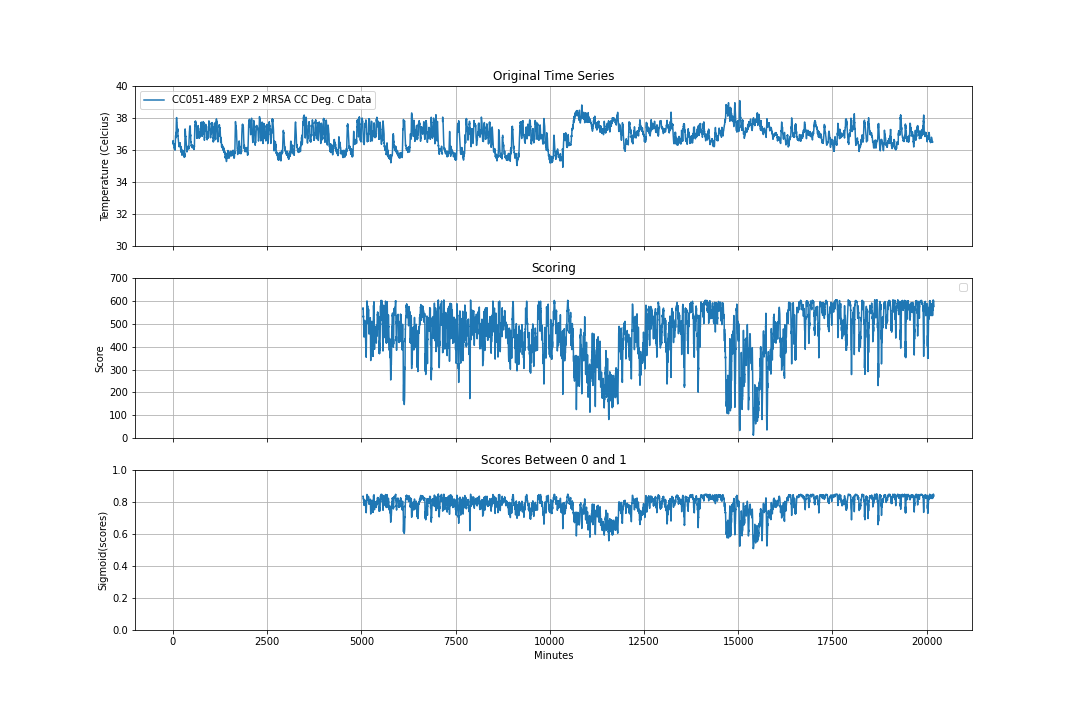 Original Time Series
CC051-489 EXP 2 MRSA CC Deg. C Data
Temperature (Celcius)
40
38
36
34
32
30
Scoring
Score
700
600
500
400
300
200
100
0
Scores Between 0 and 1
Sigmoid(scores)
1.0
0.8
0.6
0.4
0.2
0.0
0 2500 5000 7500 10000 12500 15000 17500 20000
Minutes